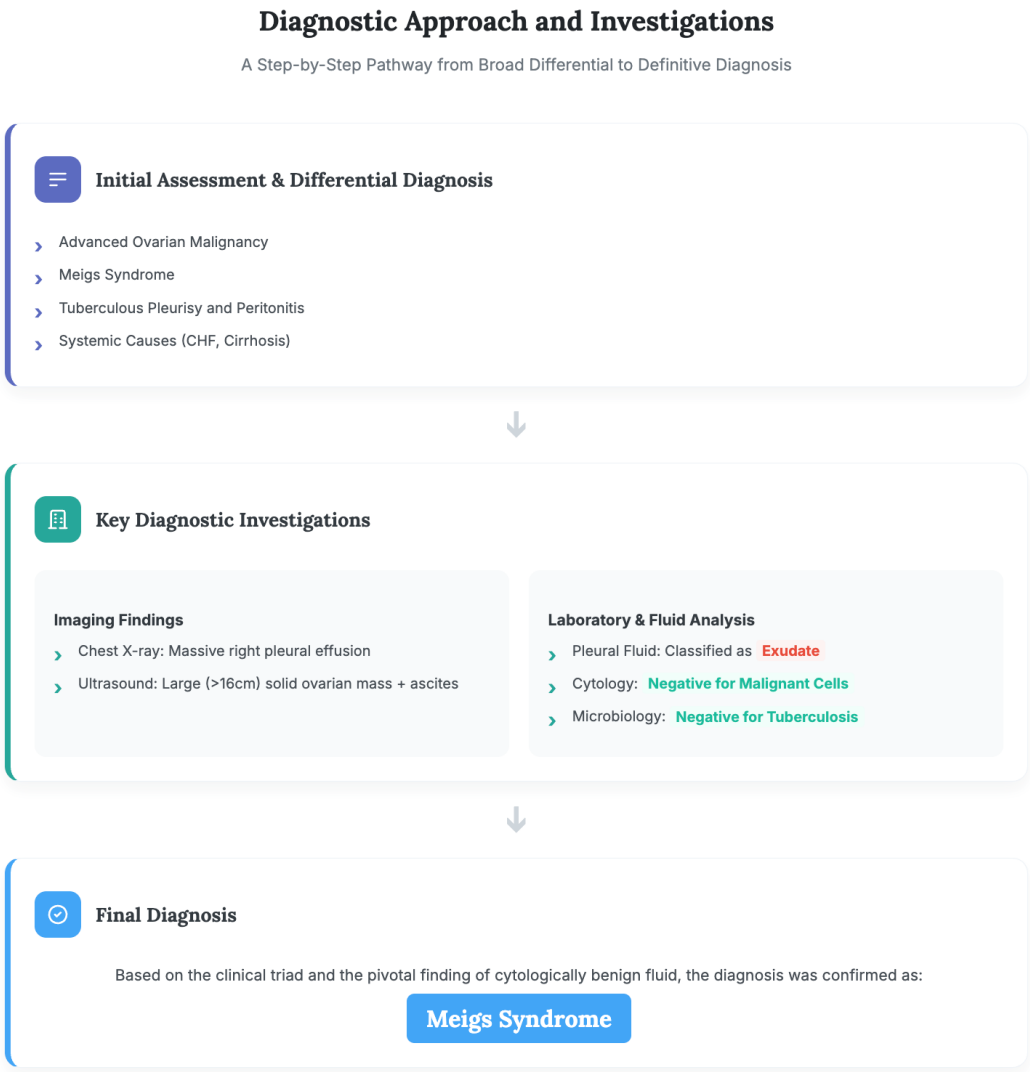 Diagnostic Approach and Investigations
A Step-by-Step Pathway from Broad Differential to Definitive Diagnosis
Initial Assessment & Differential Diagnosis
Advanced Ovarian Malignancy
Meigs Syndrome
Tuberculous Pleurisy and Peritonitis
Systemic Causes (CHF, Cirrhosis)
Key Diagnostic Investigations
Imaging Findings
Chest X-ray: Massive right pleural effusion
Ultrasound: Large (>16cm) solid ovarian mass + ascites
Laboratory & Fluid Analysis
Pleural Fluid: Classified as Exudate
Cytology: Negative for Malignant Cells
Microbiology: Negative for Tuberculosis
Final Diagnosis
Based on the clinical triad and the pivotal finding of cytologically benign fluid, the diagnosis was confirmed as:
Meigs Syndrome